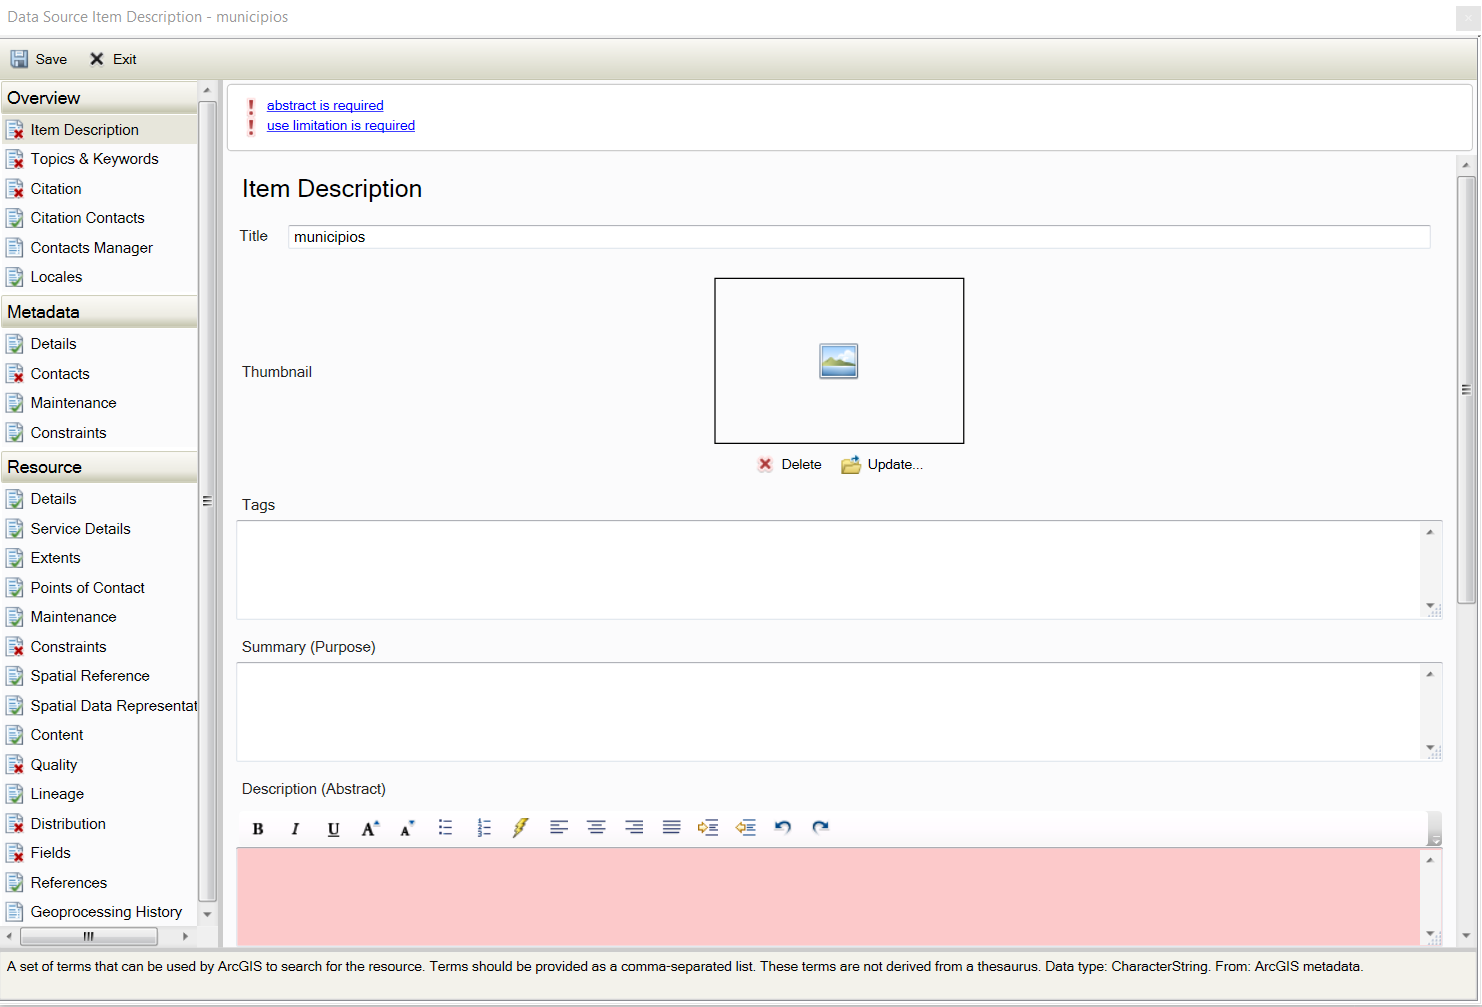 Data Source Item Description - municipios
Save Exit
Overview
Item Description
Topics & Keywords
Citation
Citation Contacts
Contacts Manager
Locales
Metadata
Details
Contacts
Maintenance
Constraints
Resource
Details
Service Details
Extents
Points of Contact
Maintenance
Constraints
Spatial Reference
Spatial Data Representat
Content
Quality
Lineage
Distribution
Fields
References
Geoprocessing History
abstract is required
use limitation is required
Item Description
Title municipios
Thumbnail
Delete Update...
Tags
Summary (Purpose)
Description (Abstract)
B I U A A
A set of terms that can be used by ArcGIS to search for the resource. Terms should be provided as a comma-separated list. These terms are not derived from a thesaurus. Data type: CharacterString. From: ArcGIS metadata.